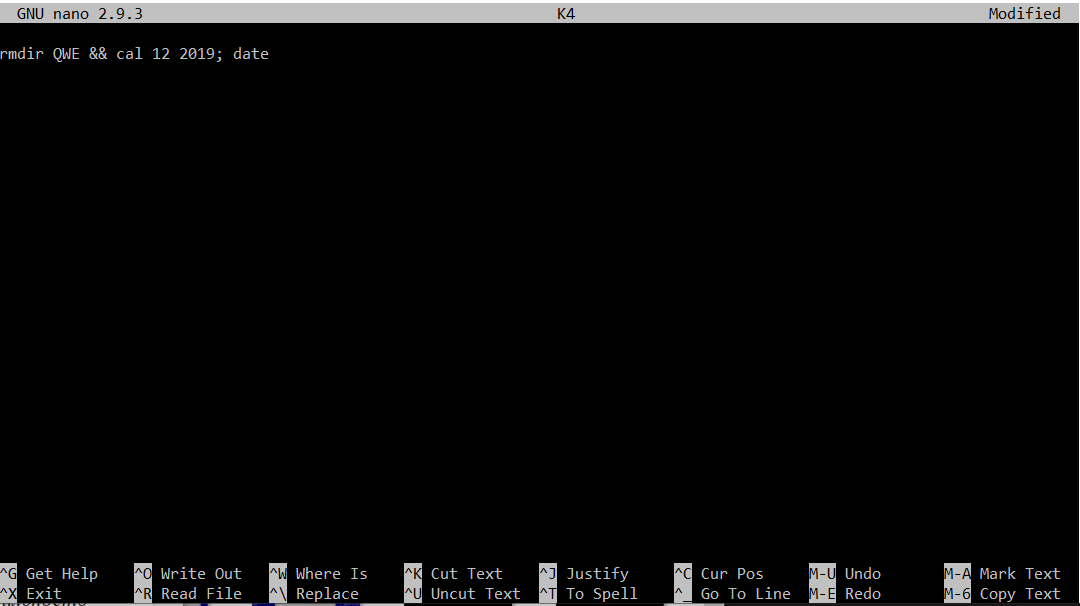 GNU nano 2.9.3 K4 Modified
rmdir QWE && cal 12 2019; date
^G Get Help ^O Write Out ^W Where Is ^K Cut Text ^J Justify ^C Cur Pos M-U Undo M-A Mark Text
^X Exit ^R Read File ^\ Replace ^U Uncut Text ^T To Spell ^_ Go To Line M-E Redo M-6 Copy Text